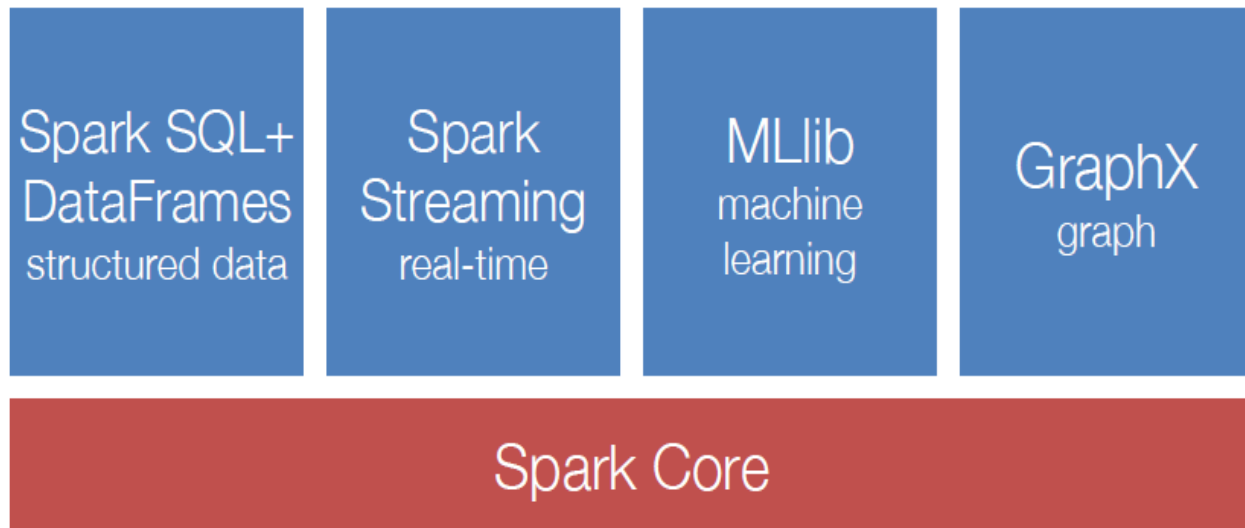 Spark SQL+
DataFrames
structured data
Spark
Streaming
real-time
MLlib
machine
learning
GraphX
graph
Spark Core